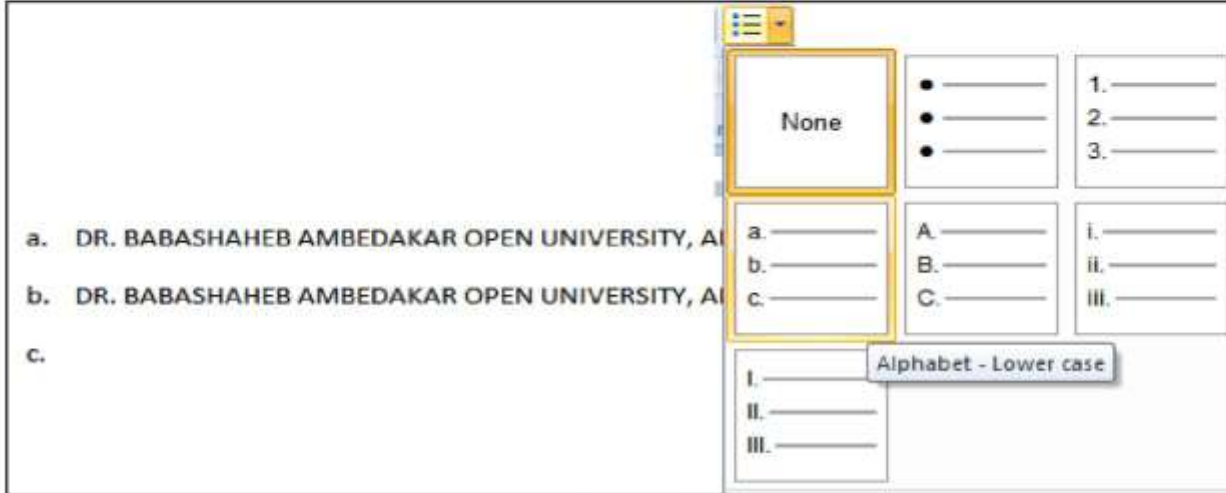 None
1.
2.
3.
a. DR. BABASHAHEB AMBEDAKAR OPEN UNIVERSITY,
b. DR. BABASHAHEB AMBEDAKAR OPEN UNIVERSITY,
c.
a.
b.
c.
A.
B.
C.
i.
ii.
iii.
Alphabet - Lower case
I.
II.
III.